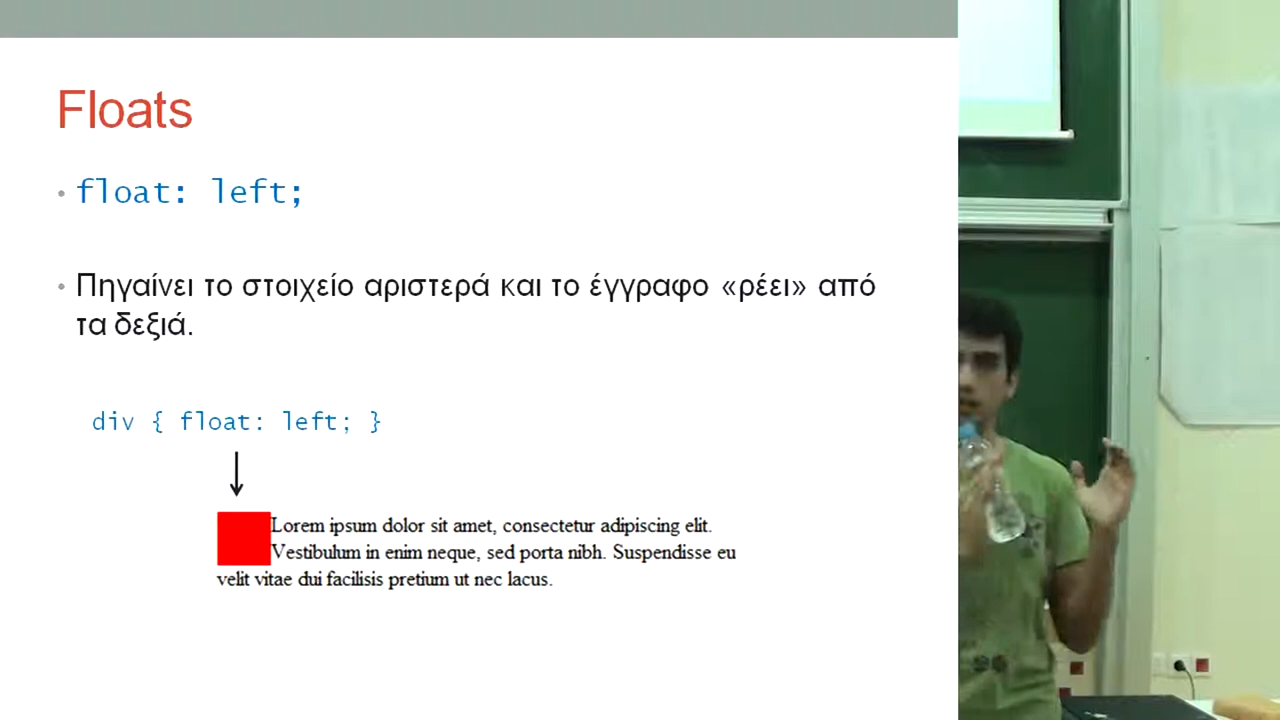 Floats
float: left;
Πηγαίνει το στοιχείο αριστερά και το έγγραφο «ρέει» από
τα δεξιά.
div { float: left; }
Lorem ipsum dolor sit amet, consectetur adipiscing elit.
Vestibulum in enim neque, sed porta nibh. Suspendisse eu
velit vitae dui facilisis pretium ut nec lacus.